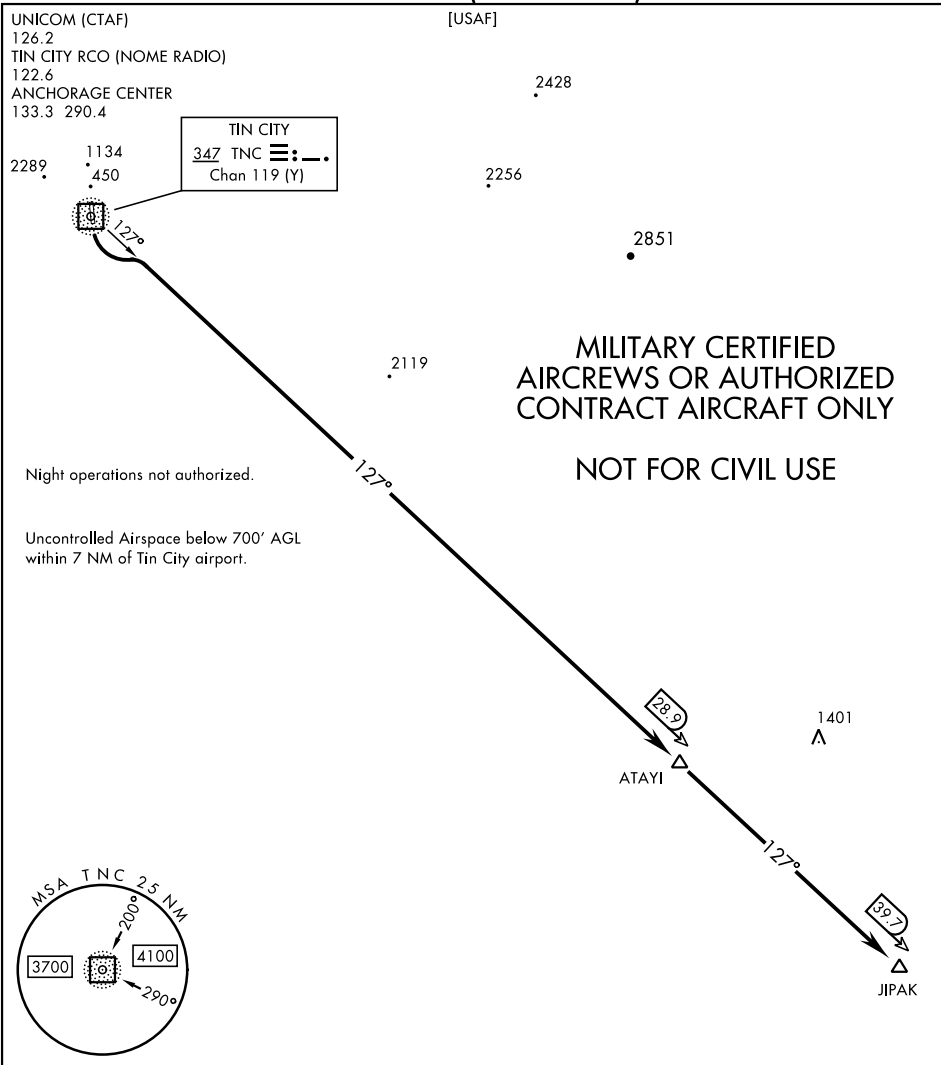 UNICOM (CTAF)
126.2
TIN CITY RCO (NOME RADIO)
122.6
ANCHORAGE CENTER
133.3 290.4
[USAF]
2428
TIN CITY
347 TNC
Chan 119 (Y)
1134
2289
450
2256
127°
2851
2119
MILITARY CERTIFIED
AIRCREWS OR AUTHORIZED
CONTRACT AIRCRAFT ONLY
NOT FOR CIVIL USE
127°
Night operations not authorized.
Uncontrolled Airspace below 700' AGL
within 7 NM of Tin City airport.
28.9
1401
ATAYI
127°
39.7
JIPAK
MSA TNC 25 NM
200°
3700
4100
290°